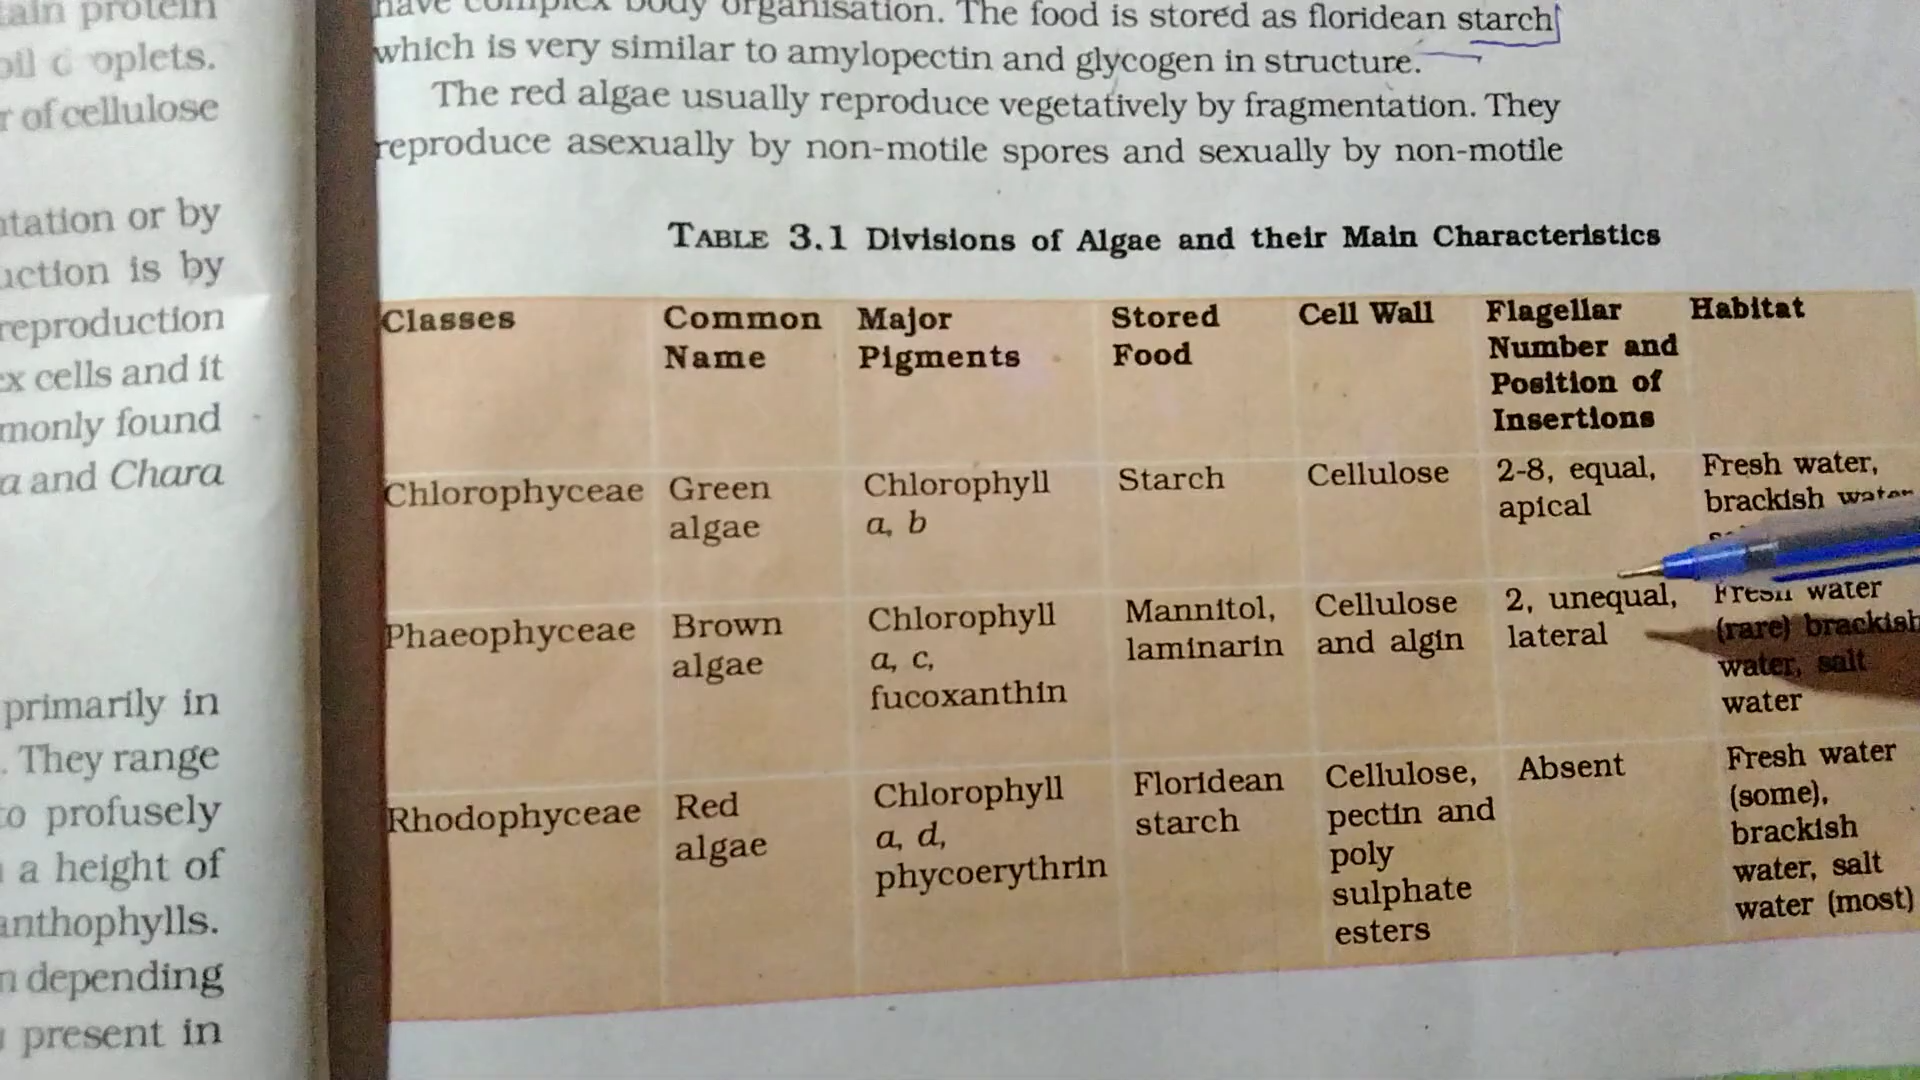 protein
oplets.
of cellulose
or by
is by
reproduction
cells and it
found
and Chara
primarily in
. They range
profusely
a height of
depending
present in
have complex body organisation. The food is stored as floridean starch
which is very similar to amylopectin and glycogen in structure.
The red algae usually reproduce vegetatively by fragmentation. They
reproduce asexually by non-motile spores and sexually by non-motile
TABLE 3.1 Divisions of Algae and their Main Characteristics
Classes
Common
Name
Major
Pigments
Stored
Food
Cell Wall
Flagellar
Number and
Position of
Insertions
Habitat
Chlorophyceae
Green
algae
Chlorophyll
a, b
Starch
Cellulose
2-8, equal,
apical
Fresh water,
brackish water
Phaeophyceae
Brown
algae
Chlorophyll
a, c,
fucoxanthin
Mannitol,
laminarin
Cellulose
and algin
2, unequal,
lateral
Fresh water
(rare) brackish
water, salt
water
Rhodophyceae
Red
algae
Chlorophyll
a, d,
phycoerythrin
Floridean
starch
Cellulose,
pectin and
poly
sulphate
esters
Absent
Fresh water
(some),
brackish
water, salt
water (most)